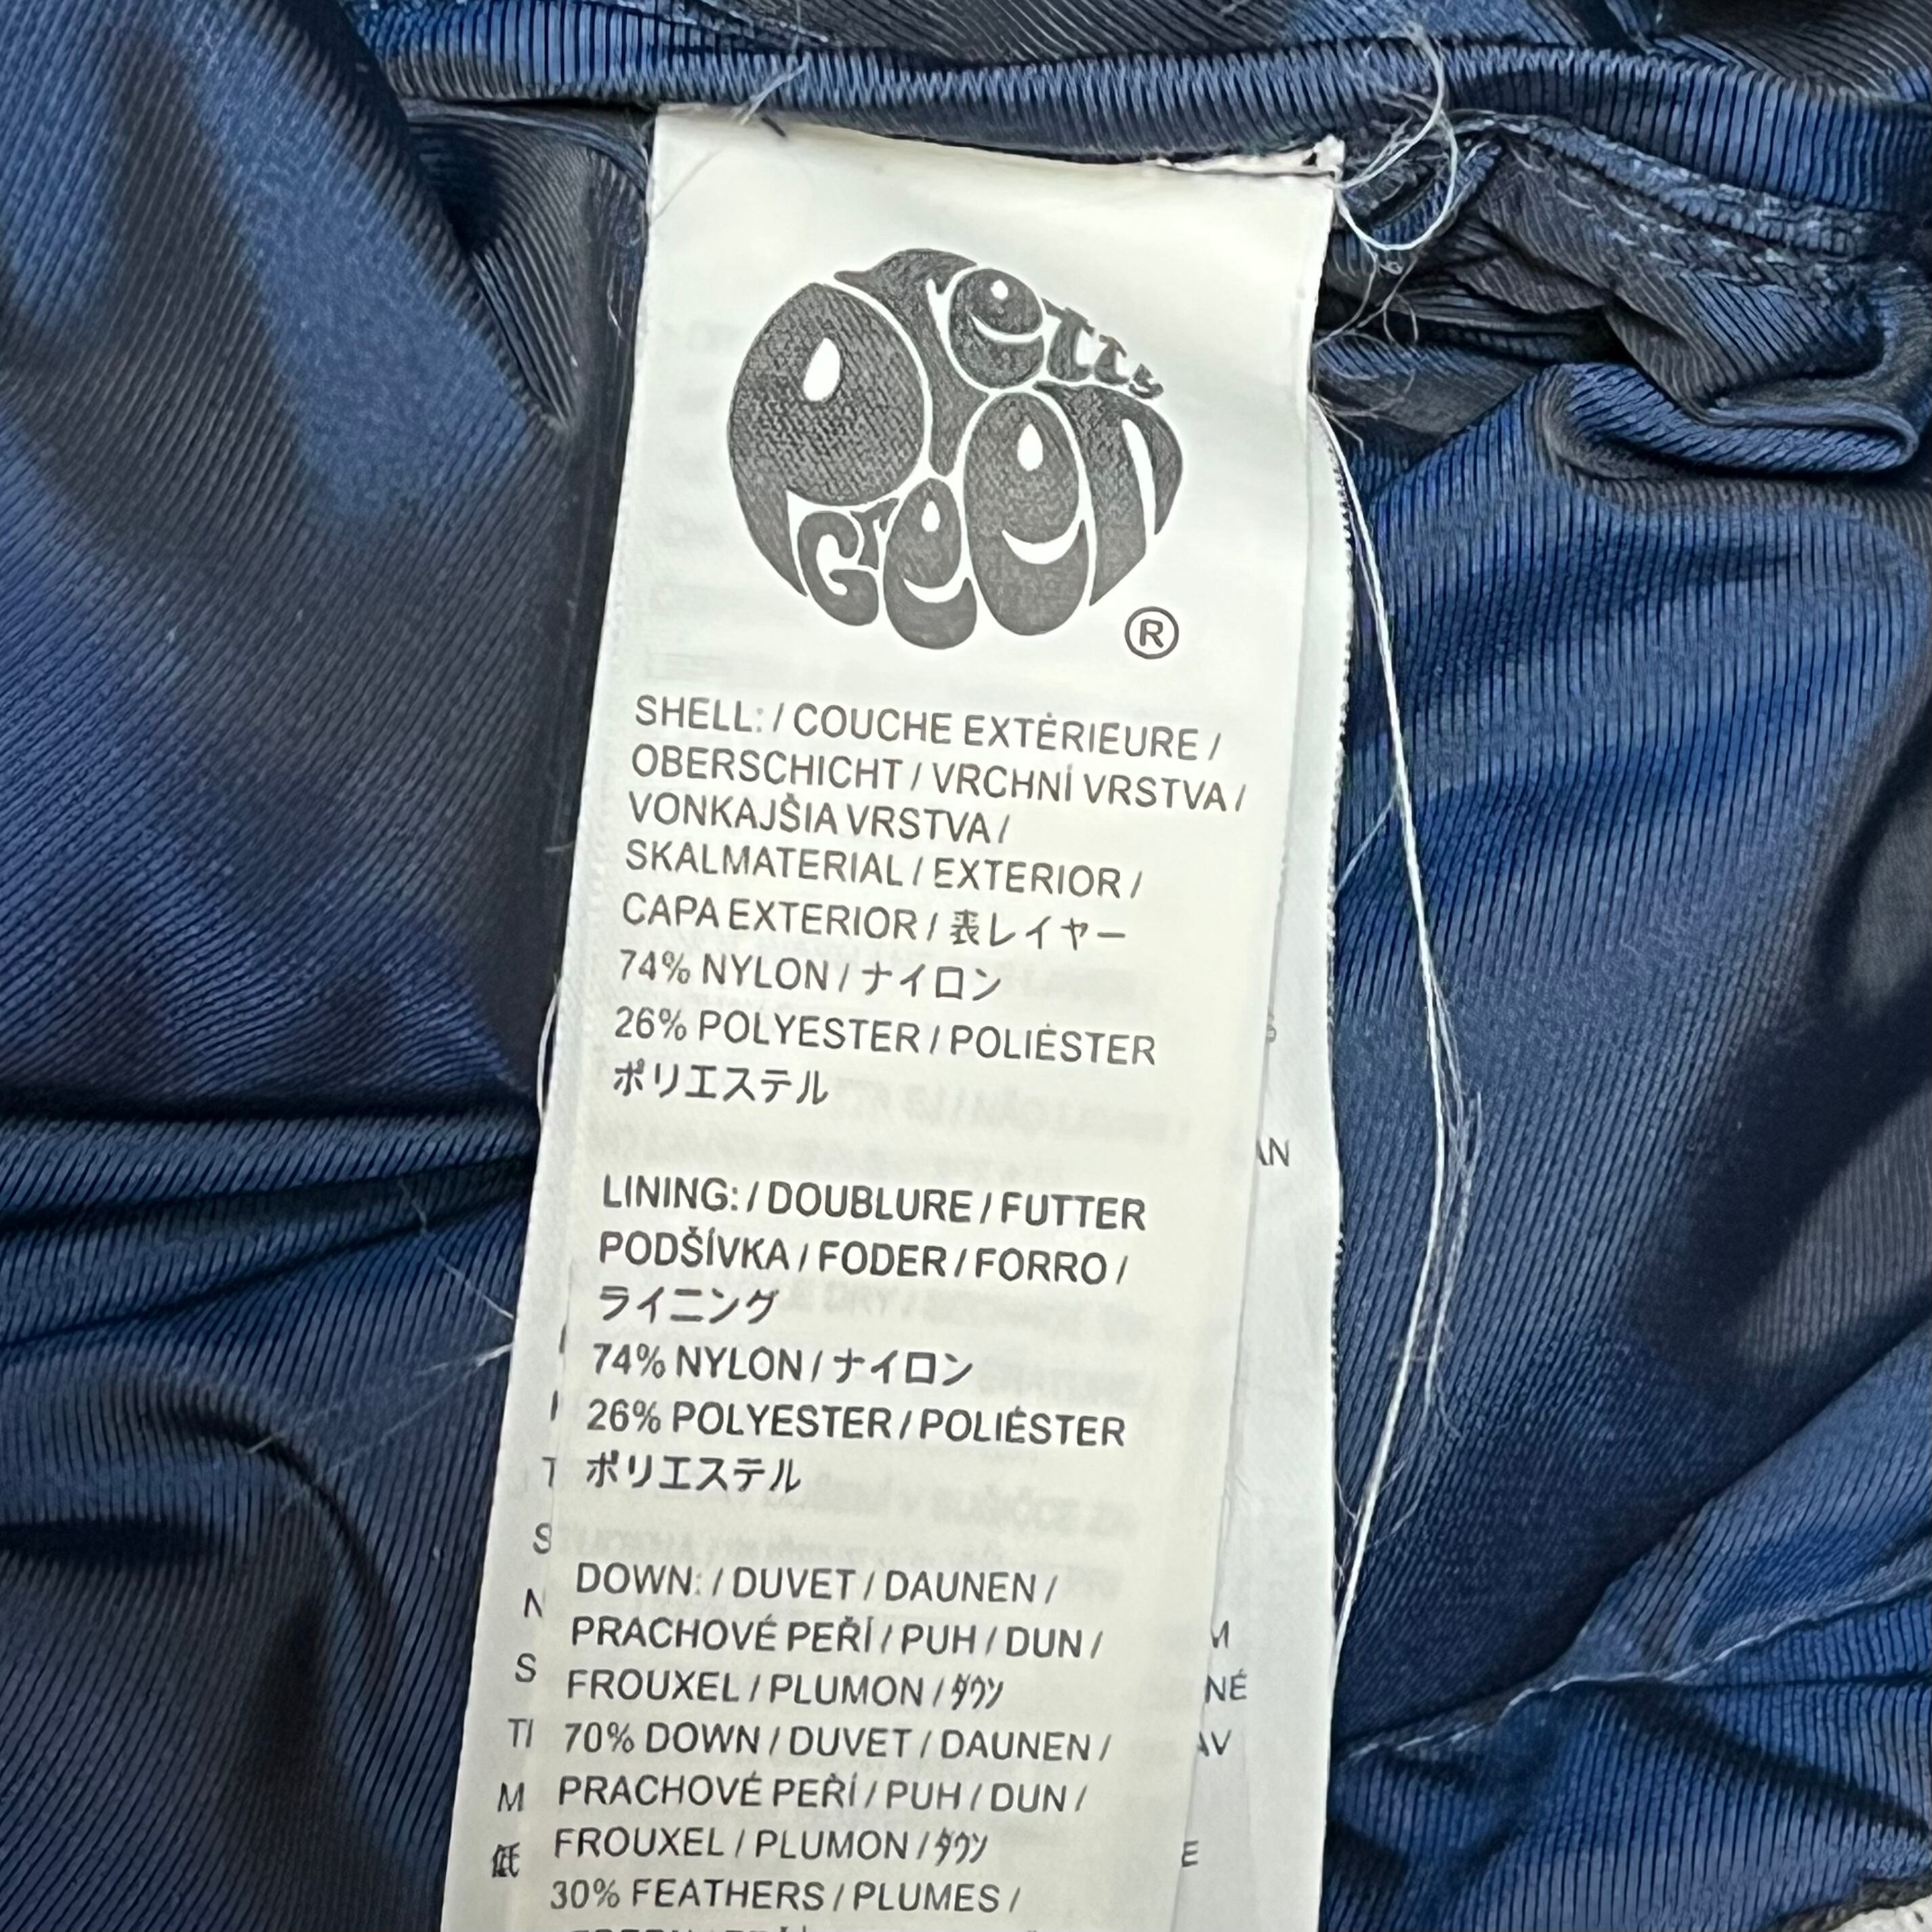 Pretty
Green
®
SHELL: / COUCHE EXTÉRIEURE /
OBERSCHICHT / VRCHNÍ VRSTVA /
VONKAJŠIA VRSTVA /
SKALMATERIAL / EXTERIOR /
CAPA EXTERIOR / 表レイヤー
74% NYLON / ナイロン
26% POLYESTER / POLIÉSTER
ポリエステル
LINING: / DOUBLURE / FUTTER
PODŠÍVKA / FODER / FORRO /
ライニング
74% NYLON / ナイロン
26% POLYESTER / POLIÉSTER
ポリエステル
DOWN: / DUVET / DAUNEN /
PRACHOVÉ PEŘÍ / PUH / DUN /
FROUXEL / PLUMON / ﾀﾞｳﾝ
70% DOWN / DUVET / DAUNEN /
PRACHOVÉ PEŘÍ / PUH / DUN /
FROUXEL / PLUMON / ﾀﾞｳﾝ
30% FEATHERS / PLUMES /